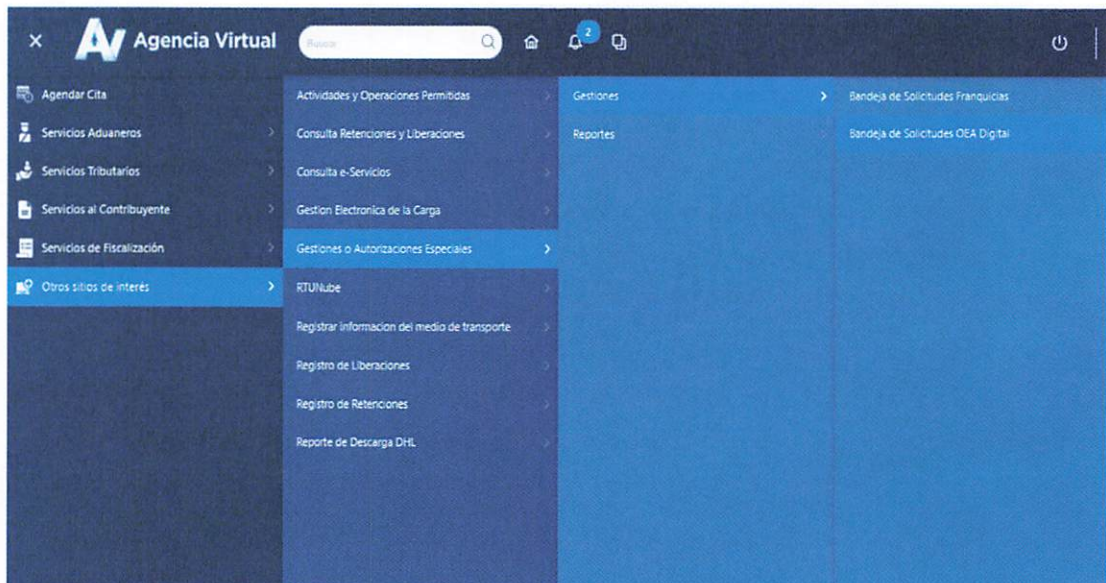 Agencia Virtual
Buscar
2
Agendar Cita
Servicios Aduaneros
Servicios Tributarios
Servicios al Contribuyente
Servicios de Fiscalización
Otros sitios de interés
Actividades y Operaciones Permitidas
Consulta Retenciones y Liberaciones
Consulta e-Servicios
Gestion Electronica de la Carga
Gestiones o Autorizaciones Especiales
RTUNube
Registrar informacion del medio de transporte
Registro de Liberaciones
Registro de Retenciones
Reporte de Descarga DHL
Gestiones
Reportes
Bandeja de Solicitudes Franquicias
Bandeja de Solicitudes OEA Digital